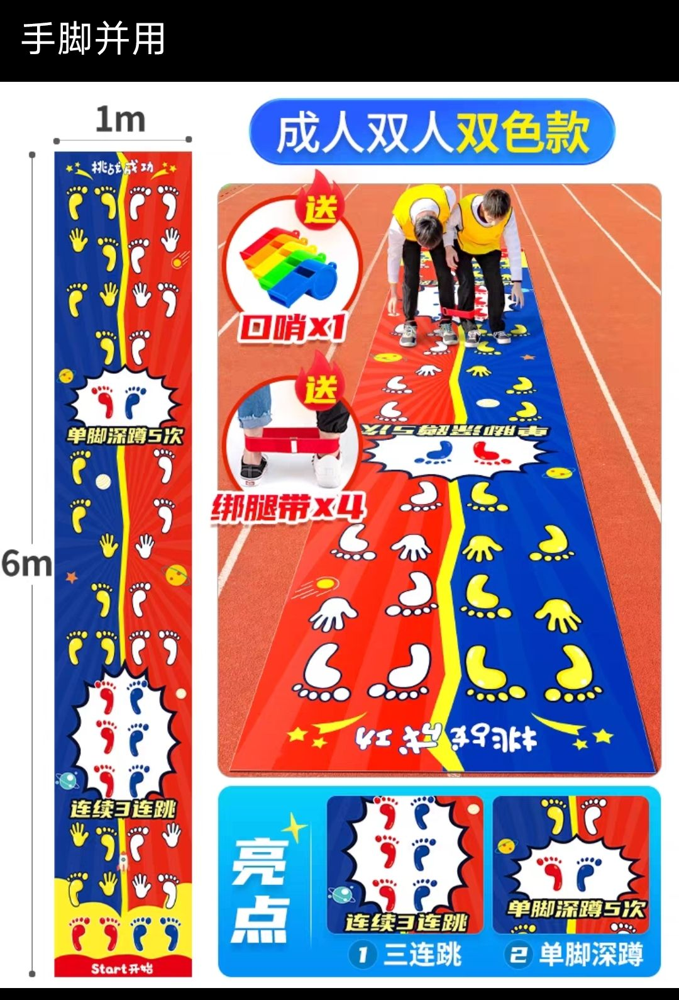 手脚并用
1m
成人双人双色款
挑战成功
送
口哨x1
送
单脚深蹲5次
单脚深蹲5次
绑腿带x4
6m
挑战成功
连续3连跳
亮点
连续3连跳
单脚深蹲5次
1 三连跳
2 单脚深蹲
Start开始